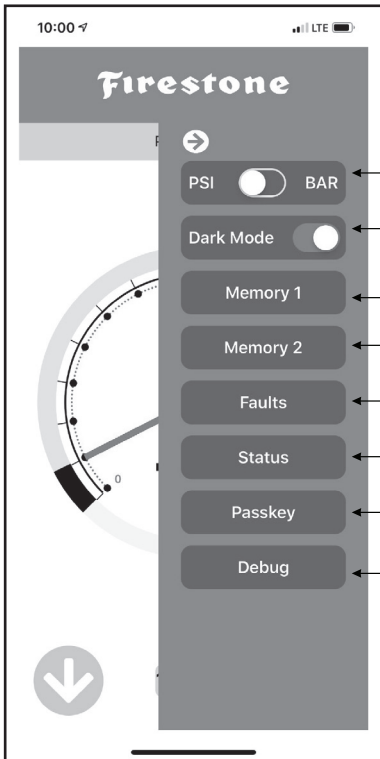 10:00
LTE
Firestone
PSI BAR
Dark Mode
Memory 1
Memory 2
Faults
Status
0
Passkey
Debug